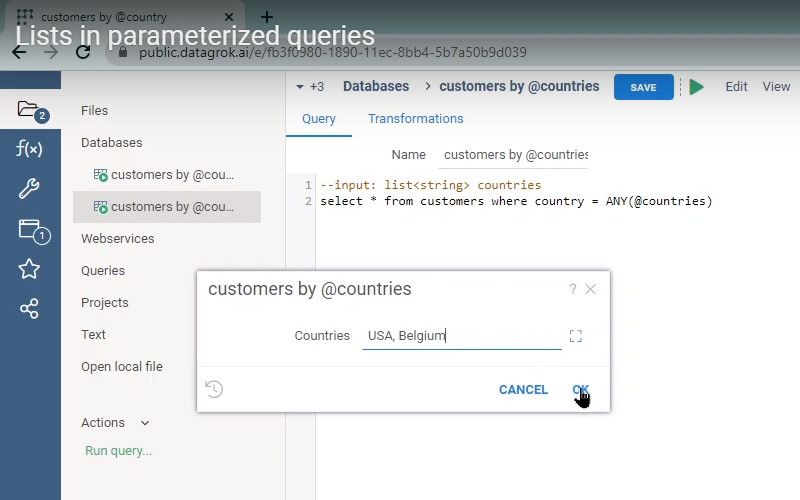 customers by @country
Lists in parameterized queries
public.datagrok.ai/e/fb3f0980-1890-11ec-8bb4-5b7a50b9d039
2
f(x)
1
Files
Databases
customers by @cou...
customers by @cou...
Webservices
Queries
Projects
Text
Open local file
Actions
Run query...
+3 Databases > customers by @countries SAVE Edit View
Query Transformations
Name customers by @countries
1 --input: list<string> countries
2 select * from customers where country = ANY(@countries)
customers by @countries ?
Countries USA, Belgium
CANCEL OK